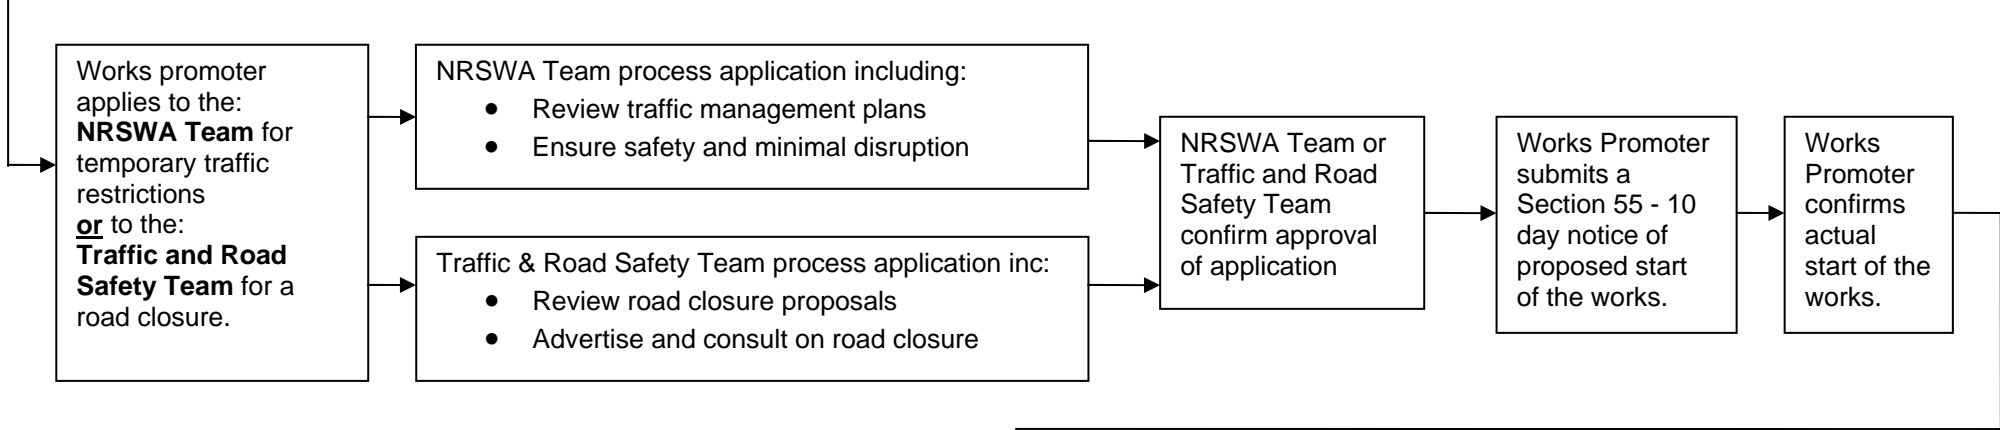 Works promoter
applies to the:
NRSWA Team for
temporary traffic
restrictions
or to the:
Traffic and Road
Safety Team for a
road closure.
NRSWA Team process application including:
● Review traffic management plans
● Ensure safety and minimal disruption
Traffic & Road Safety Team process application inc:
● Review road closure proposals
● Advertise and consult on road closure
NRSWA Team or
Traffic and Road
Safety Team
confirm approval
of application
Works Promoter
submits a
Section 55 - 10
day notice of
proposed start
of the works.
Works
Promoter
confirms
actual
start of the
works.